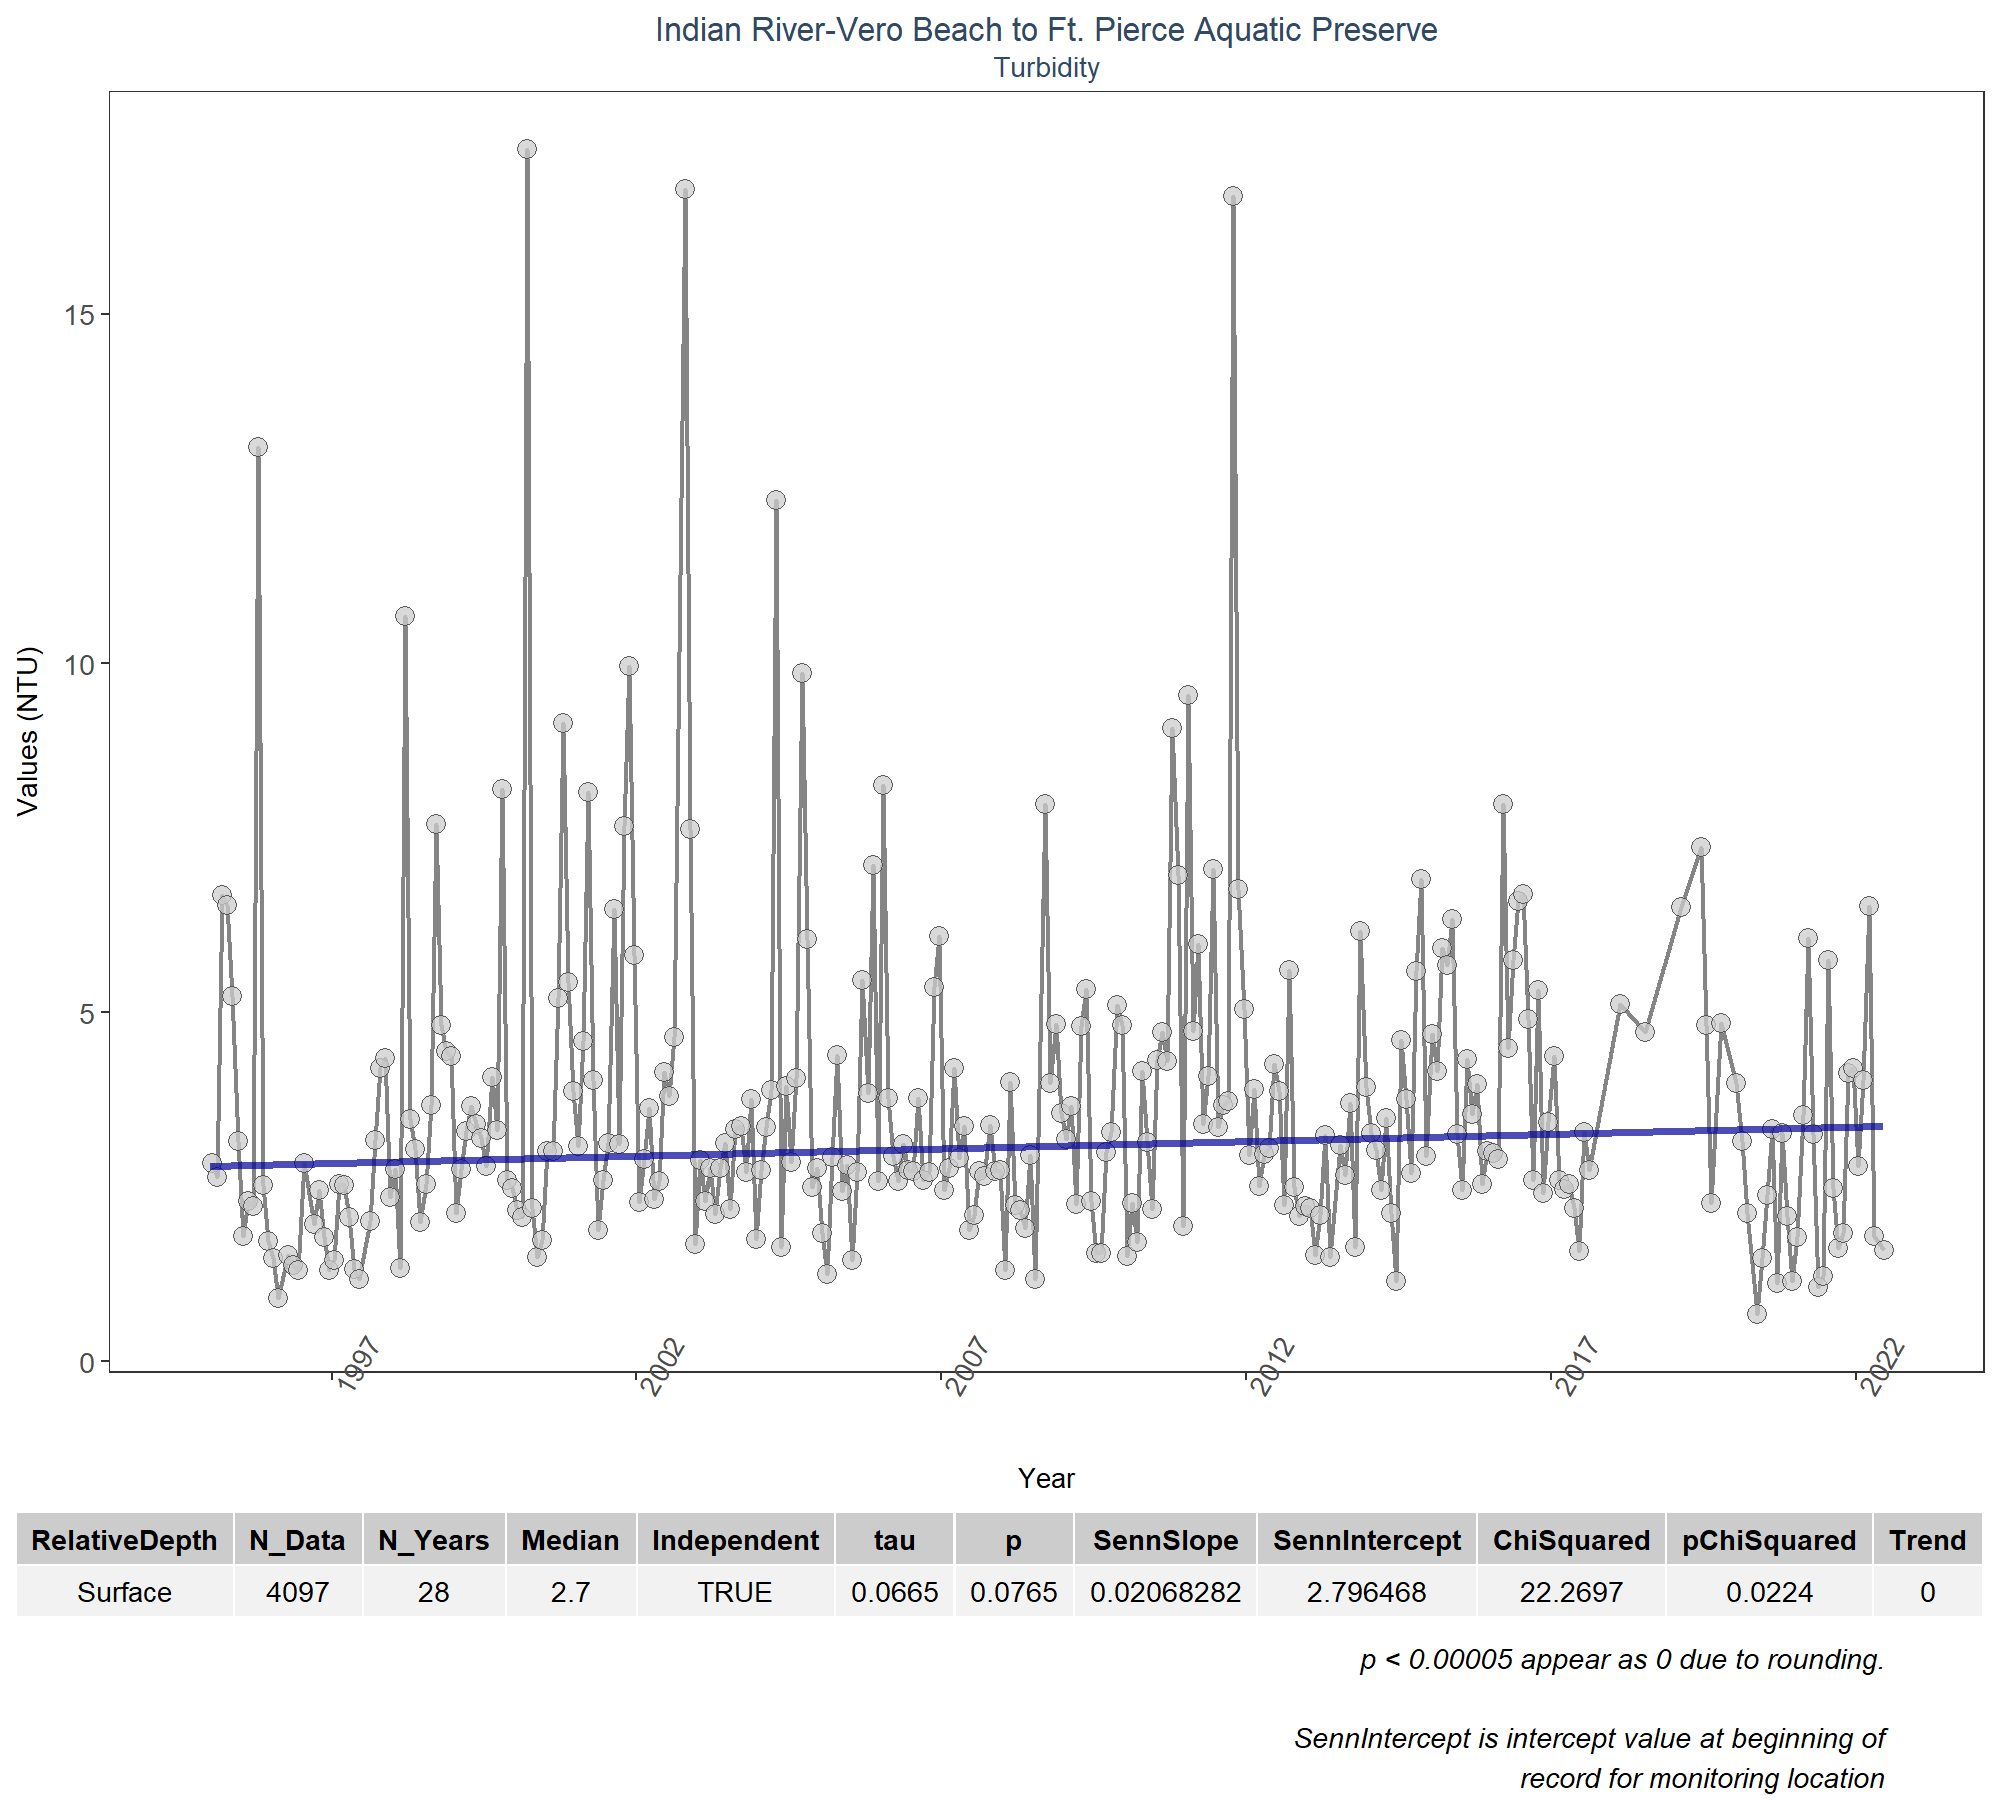 Indian River-Vero Beach to Ft. Pierce Aquatic Preserve
Turbidity
Values (NTU)
15
10
5
0
1997 2002 2007 2012 2017 2022
Year
RelativeDepth N_Data N_Years Median Independent tau p SennSlope SennIntercept ChiSquared pChiSquared Trend
Surface 4097 28 2.7 TRUE 0.0665 0.0765 0.02068282 2.796468 22.2697 0.0224 0
p < 0.00005 appear as 0 due to rounding.
SennIntercept is intercept value at beginning of
record for monitoring location